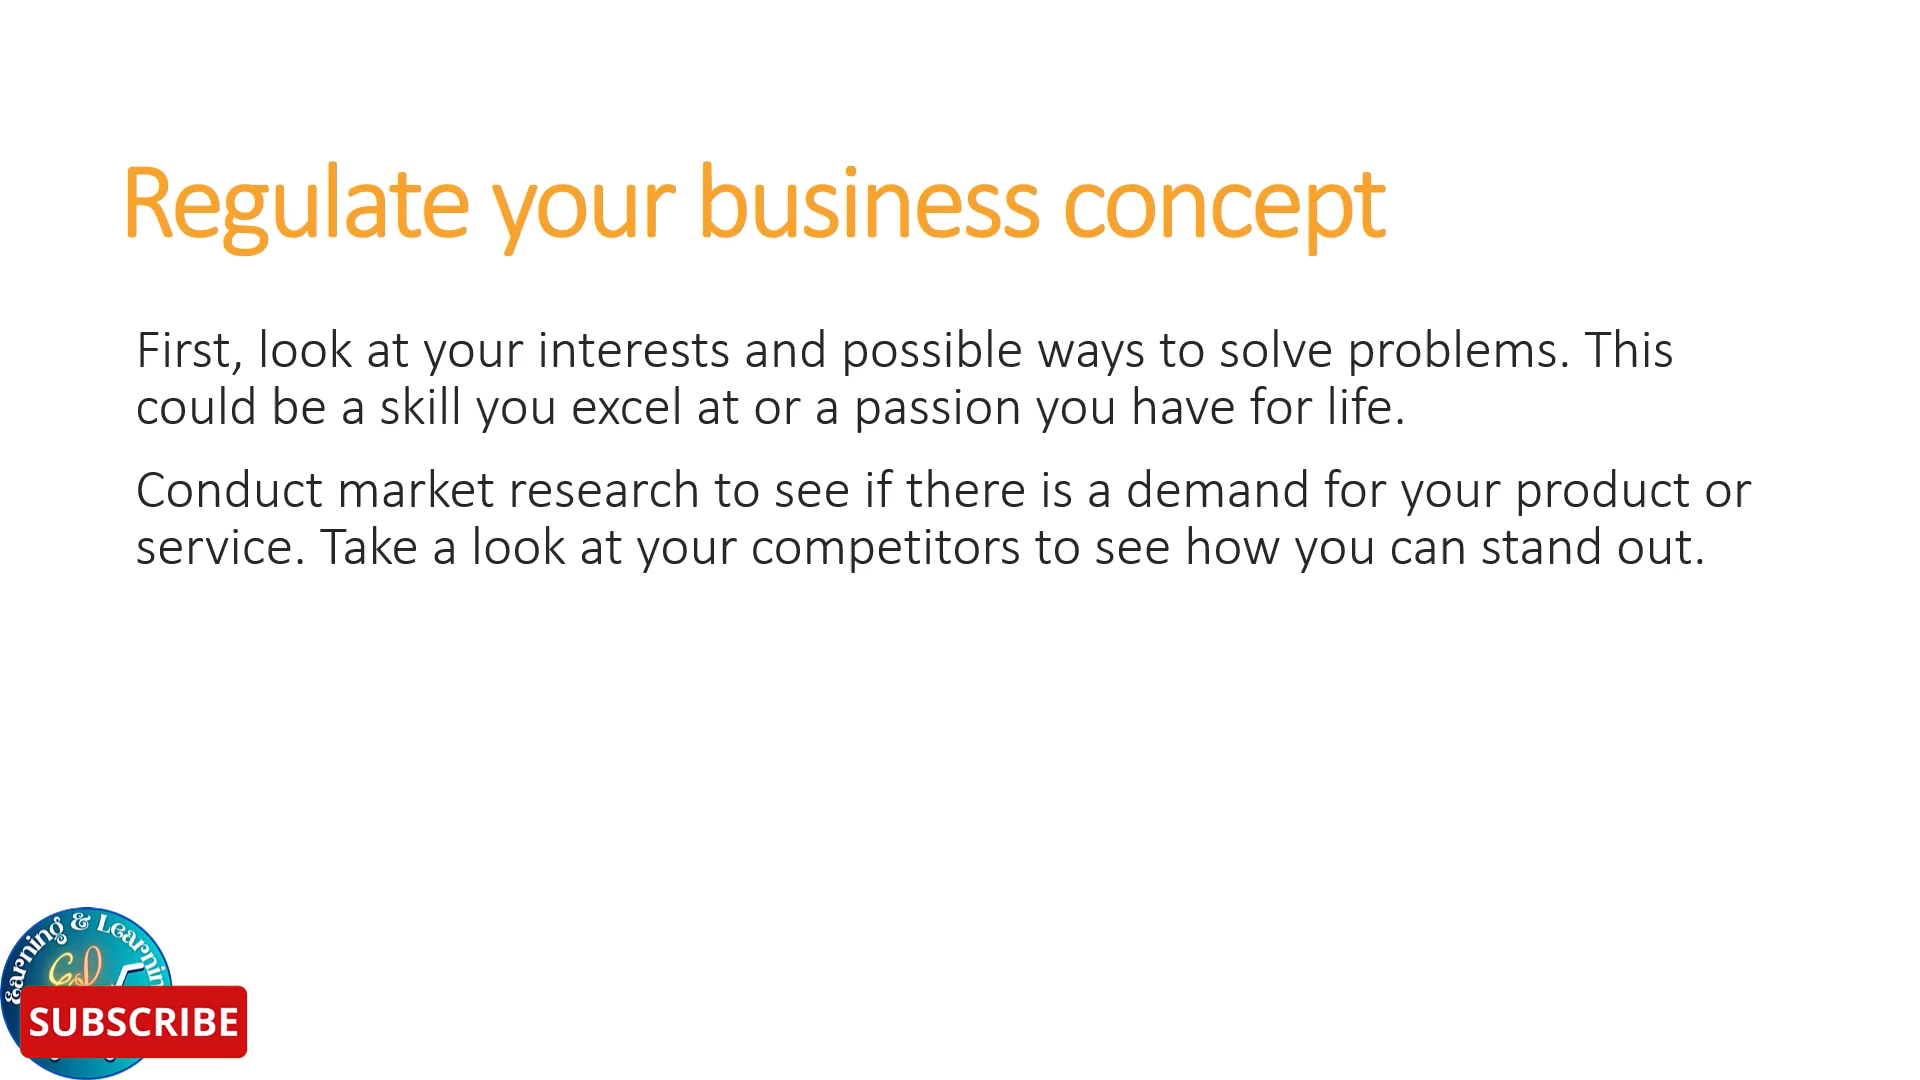 Regulate your business concept
First, look at your interests and possible ways to solve problems. This
could be a skill you excel at or a passion you have for life.
Conduct market research to see if there is a demand for your product or
service. Take a look at your competitors to see how you can stand out.
Earning & Learning
SUBSCRIBE